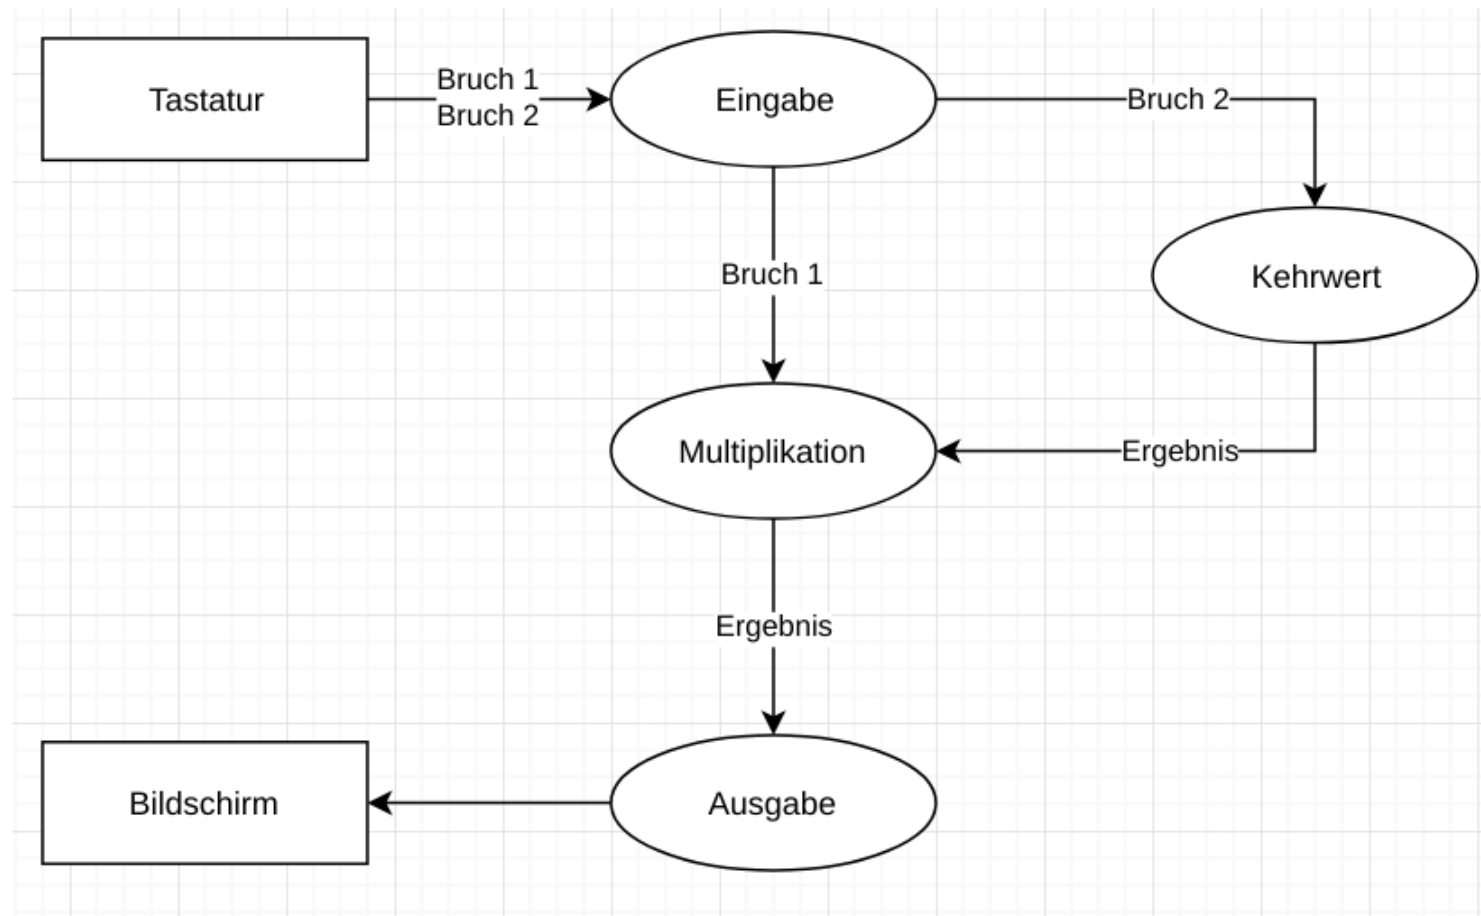 Tastatur
Bruch 1
Bruch 2
Eingabe
Bruch 2
Bruch 1
Kehrwert
Multiplikation
Ergebnis
Ergebnis
Bildschirm
Ausgabe